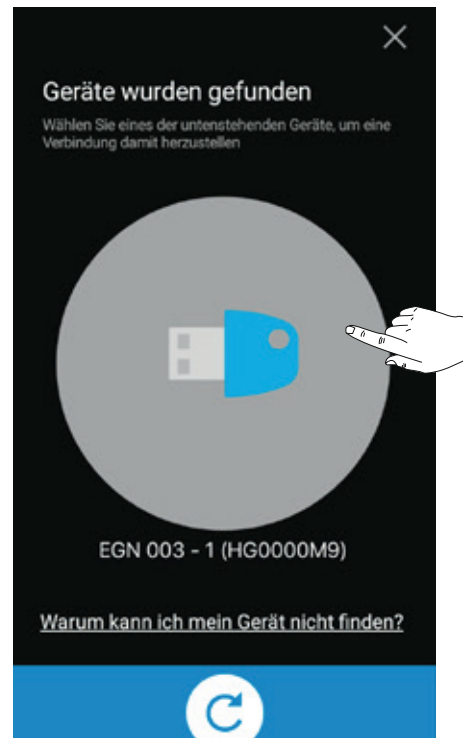 Geräte wurden gefunden
Wählen Sie eines der untenstehenden Geräte, um eine
Verbindung damit herzustellen
EGN 003 - 1 (HG0000M9)
Warum kann ich mein Gerät nicht finden?